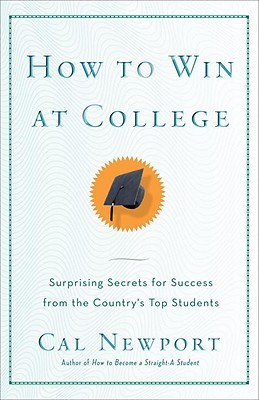 HOW TO WIN
AT COLLEGE
Surprising Secrets for Success
from the Country's Top Students
CAL NEWPORT
Author of How to Become a Straight-A Student